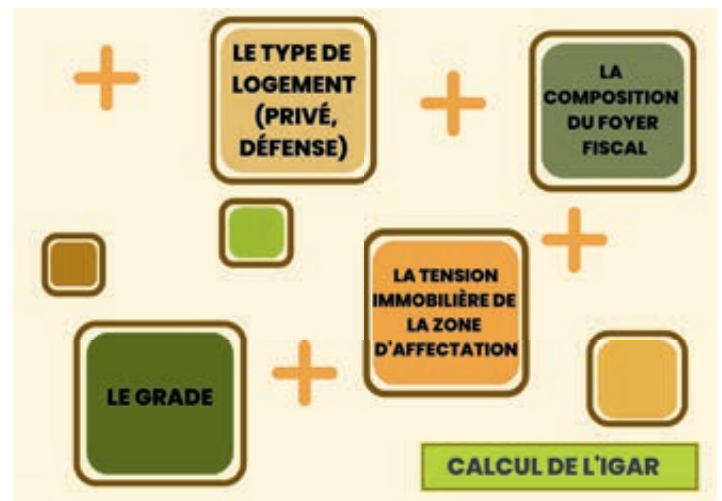 LE TYPE DE
LOGEMENT
(PRIVÉ,
DÉFENSE)
LA
COMPOSITION
DU FOYER
FISCAL
LA TENSION
IMMOBILIÈRE DE
LA ZONE
D'AFFECTATION
LE GRADE
CALCUL DE L'IGAR